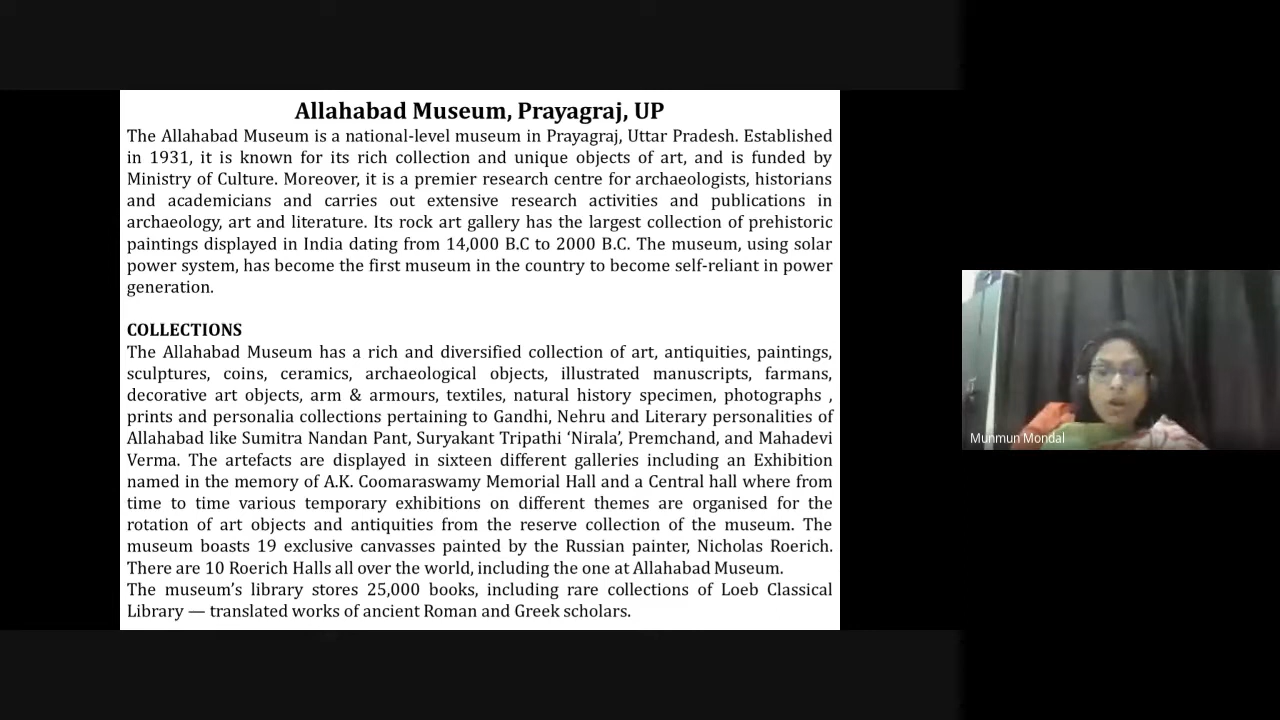 Allahabad Museum, Prayagraj, UP
The Allahabad Museum is a national-level museum in Prayagraj, Uttar Pradesh. Established
in 1931, it is known for its rich collection and unique objects of art, and is funded by
Ministry of Culture. Moreover, it is a premier research centre for archaeologists, historians
and academicians and carries out extensive research activities and publications in
archaeology, art and literature. Its rock art gallery has the largest collection of prehistoric
paintings displayed in India dating from 14,000 B.C to 2000 B.C. The museum, using solar
power system, has become the first museum in the country to become self-reliant in power
generation.
COLLECTIONS
The Allahabad Museum has a rich and diversified collection of art, antiquities, paintings,
sculptures, coins, ceramics, archaeological objects, illustrated manuscripts, farmans,
decorative art objects, arm & armours, textiles, natural history specimen, photographs ,
prints and personalia collections pertaining to Gandhi, Nehru and Literary personalities of
Allahabad like Sumitra Nandan Pant, Suryakant Tripathi ‘Nirala’, Premchand, and Mahadevi
Verma. The artefacts are displayed in sixteen different galleries including an Exhibition
named in the memory of A.K. Coomaraswamy Memorial Hall and a Central hall where from
time to time various temporary exhibitions on different themes are organised for the
rotation of art objects and antiquities from the reserve collection of the museum. The
museum boasts 19 exclusive canvasses painted by the Russian painter, Nicholas Roerich.
There are 10 Roerich Halls all over the world, including the one at Allahabad Museum.
The museum’s library stores 25,000 books, including rare collections of Loeb Classical
Library — translated works of ancient Roman and Greek scholars.
Munmun Mondal